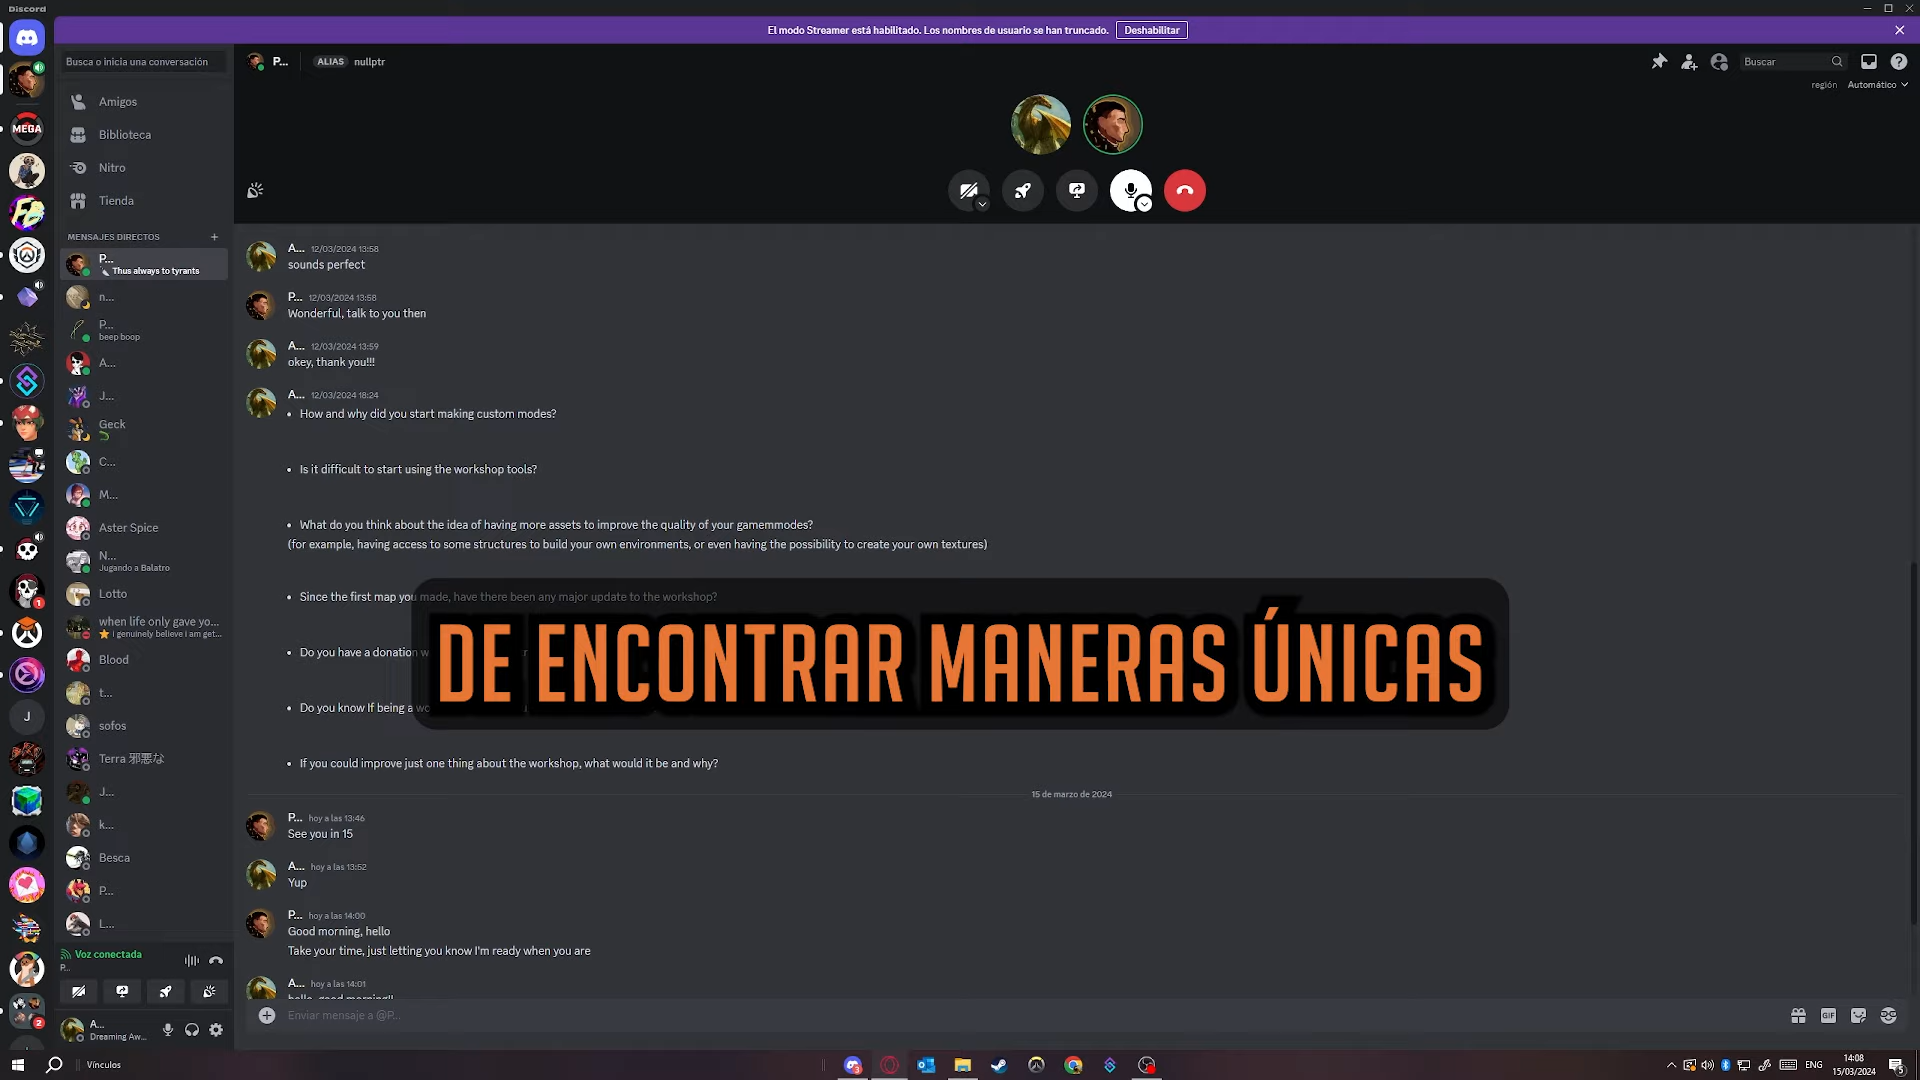 Discord
El modo Streamer está habilitado. Los nombres de usuario se han truncado. Deshabilitar
Busca o inicia una conversación
P... ALIAS nullptr
Buscar
región Automático
MEGA
Amigos
Biblioteca
Nitro
Tienda
MENSAJES DIRECTOS
P...
Thus always to tyrants
n...
P...
beep boop
A...
J...
Geck
C...
M...
Aster Spice
N...
Jugando a Balatro
Lotto
when life only gave yo...
i genuinely believe i am get...
Blood
t...
J
sofos
Terra 邪悪な
J...
k...
Besca
P...
L...
Voz conectada
P...
A...
Dreaming Aw...
A... 12/03/2024 13:58
sounds perfect
P... 12/03/2024 13:58
Wonderful, talk to you then
A... 12/03/2024 13:59
okey, thank you!!!
A... 12/03/2024 18:24
• How and why did you start making custom modes?
• Is it difficult to start using the workshop tools?
• What do you think about the idea of having more assets to improve the quality of your gamemmodes?
(for example, having access to some structures to build your own environments, or even having the possibility to create your own textures)
• Since the first map you made, have there been any major update to the workshop?
• Do you have a donation
• Do you know If being a
DE ENCONTRAR MANERAS ÚNICAS
• If you could improve just one thing about the workshop, what would it be and why?
15 de marzo de 2024
P... hoy a las 13:46
See you in 15
A... hoy a las 13:52
Yup
P... hoy a las 14:00
Good morning, hello
Take your time, just letting you know I'm ready when you are
A... hoy a las 14:01
hello, good morning!!
Enviar mensaje a @P...
GIF
1
2
Vínculos
3
ENG
14:08
15/03/2024
5